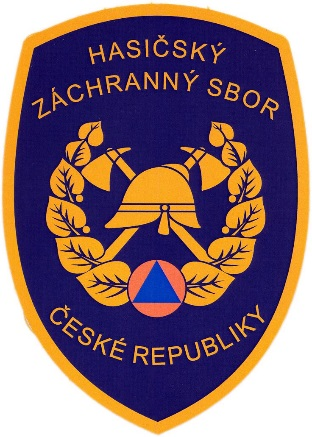 HASIČSKÝ
ZÁCHRANNÝ SBOR
ČESKÉ REPUBLIKY